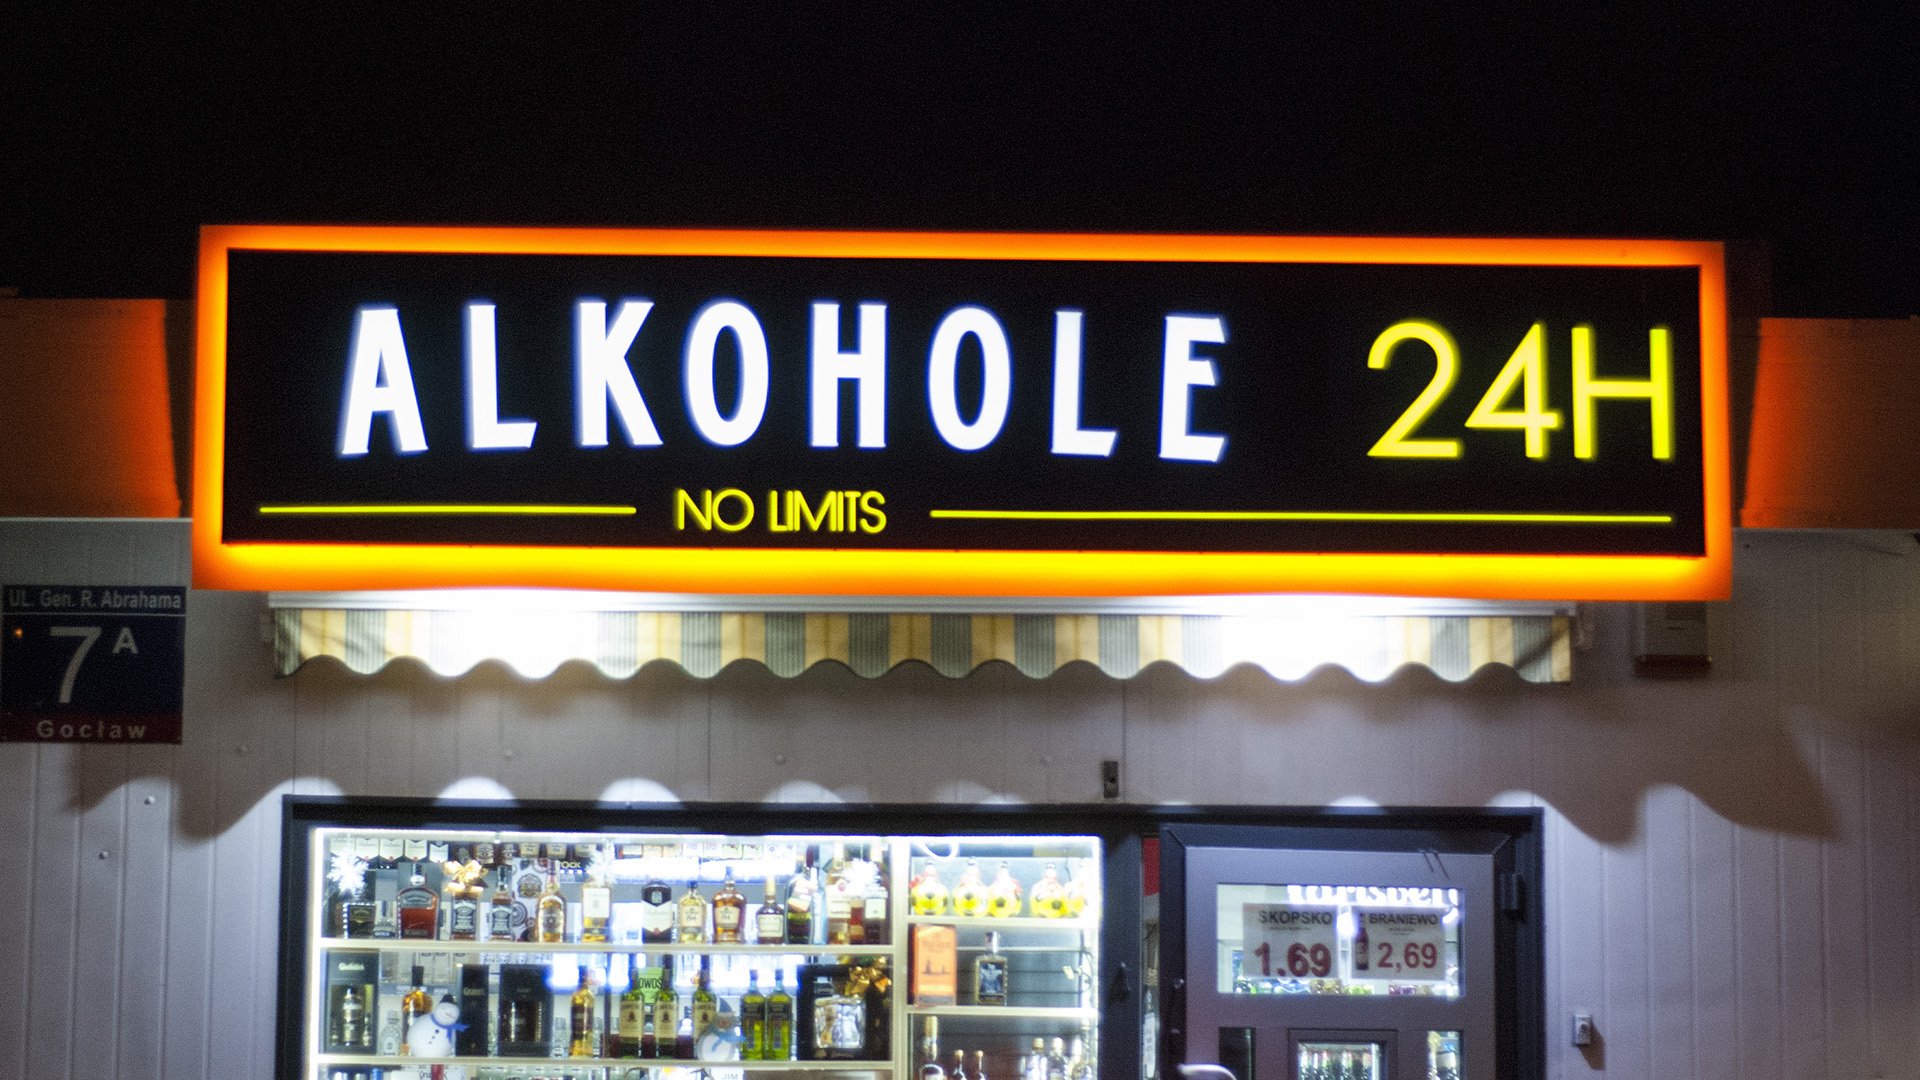 ALKOHOLE 24H
NO LIMITS
UL. Gen. R. Abrahama
7A
Gocław
SKOPSKO
1.69
BRANIEWO
2,69